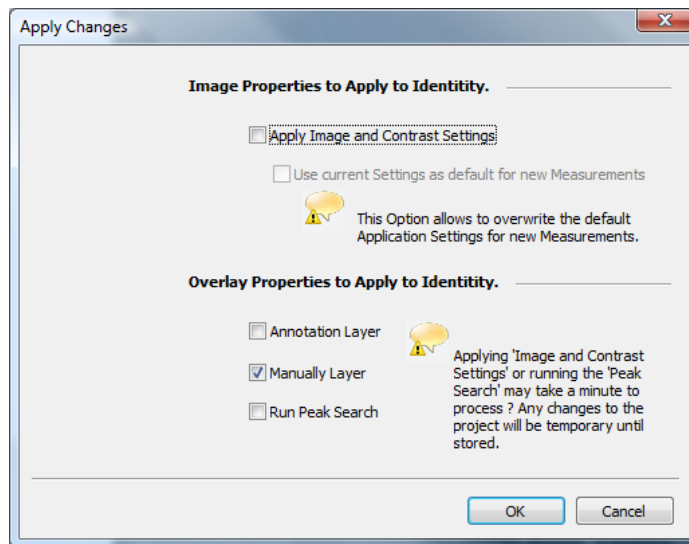 Apply Changes
Image Properties to Apply to Identitity.
Apply Image and Contrast Settings
Use current Settings as default for new Measurements
This Option allows to overwrite the default
Application Settings for new Measurements.
Overlay Properties to Apply to Identitity.
Annotation Layer
Manually Layer
Run Peak Search
Applying 'Image and Contrast
Settings' or running the 'Peak
Search' may take a minute to
process ? Any changes to the
project will be temporary until
stored.
OK
Cancel